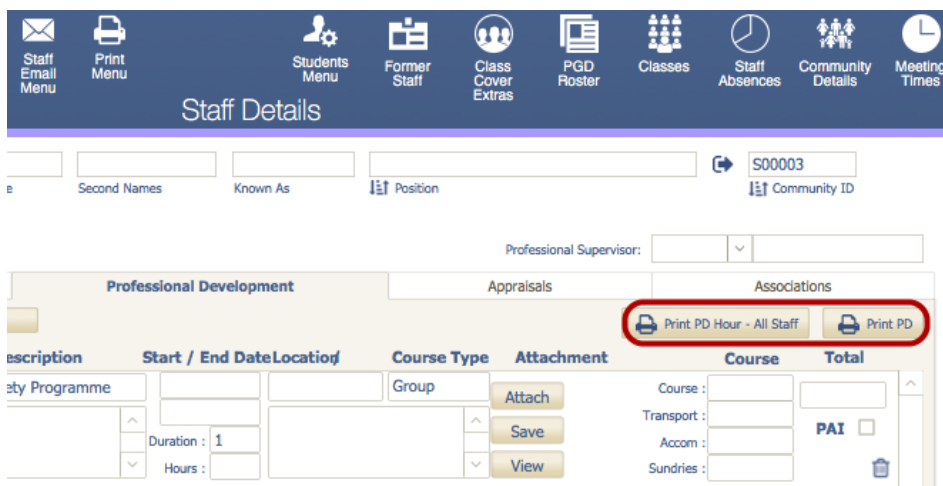 Staff Email Menu
Print Menu
Students Menu
Former Staff
Class Cover Extras
PGD Roster
Classes
Staff Absences
Community Details
Meeting Times
Staff Details
S00003
e
Second Names
Known As
Position
Community ID
Professional Supervisor:
Professional Development
Appraisals
Associations
Print PD Hour - All Staff
Print PD
escription
Start / End Date
Location
Course Type
Attachment
Course
Total
ety Programme
Group
Attach
Course :
Transport :
PAI
Save
Duration : 1
Accom :
Hours :
View
Sundries :